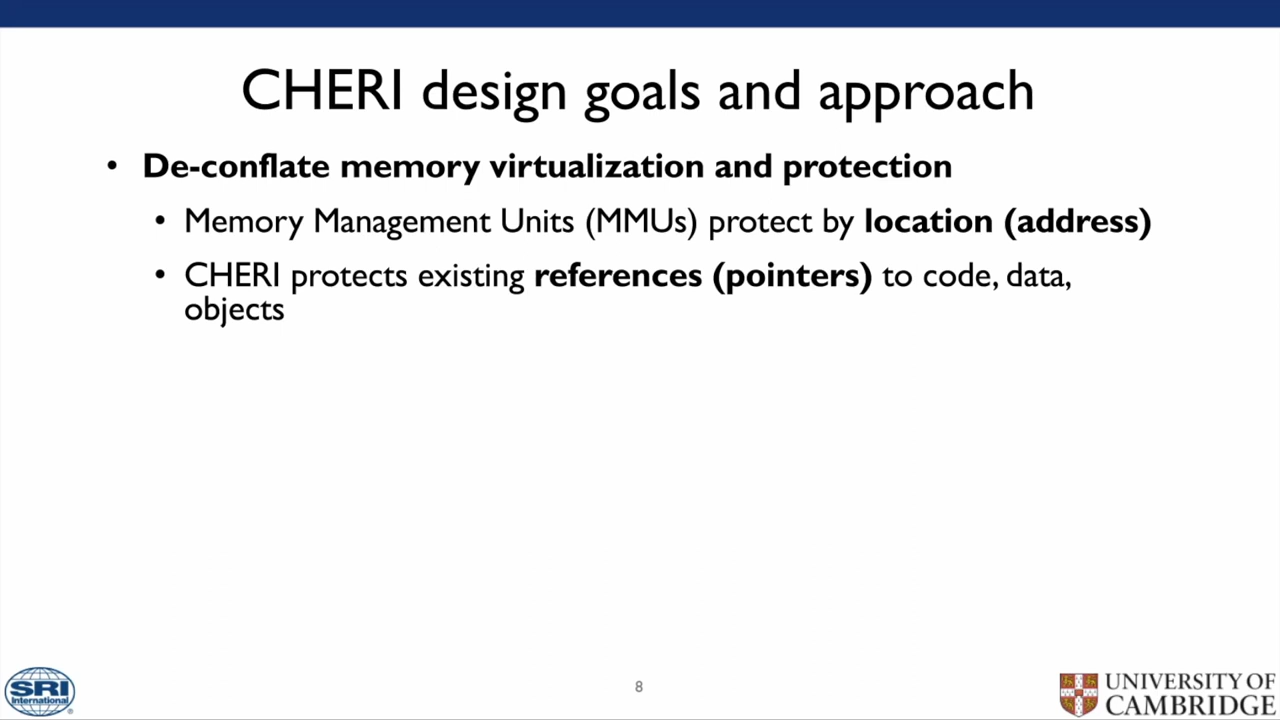 CHERI design goals and approach
• De-conflate memory virtualization and protection
• Memory Management Units (MMUs) protect by location (address)
• CHERI protects existing references (pointers) to code, data,
objects
SRI
International®
8
UNIVERSITY OF
CAMBRIDGE